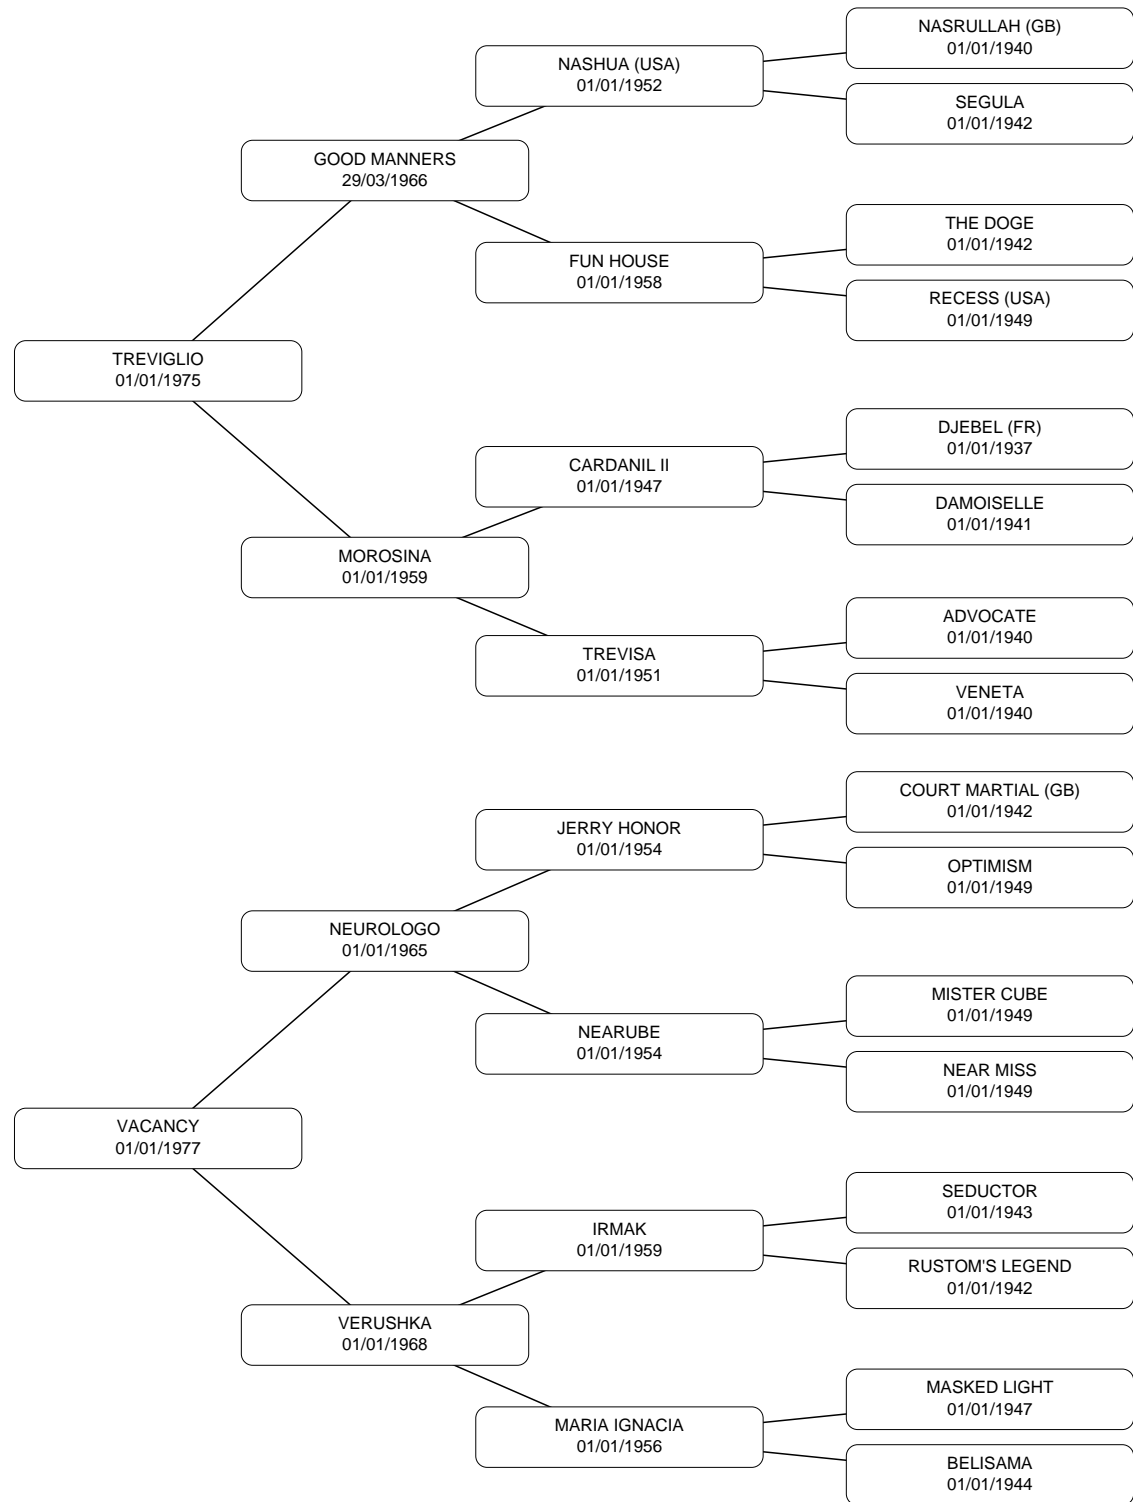 NASRULLAH (GB)
01/01/1940
NASHUA (USA)
01/01/1952
SEGULA
01/01/1942
GOOD MANNERS
29/03/1966
THE DOGE
01/01/1942
FUN HOUSE
01/01/1958
RECESS (USA)
01/01/1949
TREVIGLIO
01/01/1975
DJEBEL (FR)
01/01/1937
CARDANIL II
01/01/1947
DAMOISELLE
01/01/1941
MOROSINA
01/01/1959
ADVOCATE
01/01/1940
TREVISA
01/01/1951
VENETA
01/01/1940
COURT MARTIAL (GB)
01/01/1942
JERRY HONOR
01/01/1954
OPTIMISM
01/01/1949
NEUROLOGO
01/01/1965
MISTER CUBE
01/01/1949
NEARUBE
01/01/1954
NEAR MISS
01/01/1949
VACANCY
01/01/1977
SEDUCTOR
01/01/1943
IRMAK
01/01/1959
RUSTOM'S LEGEND
01/01/1942
VERUSHKA
01/01/1968
MASKED LIGHT
01/01/1947
MARIA IGNACIA
01/01/1956
BELISAMA
01/01/1944